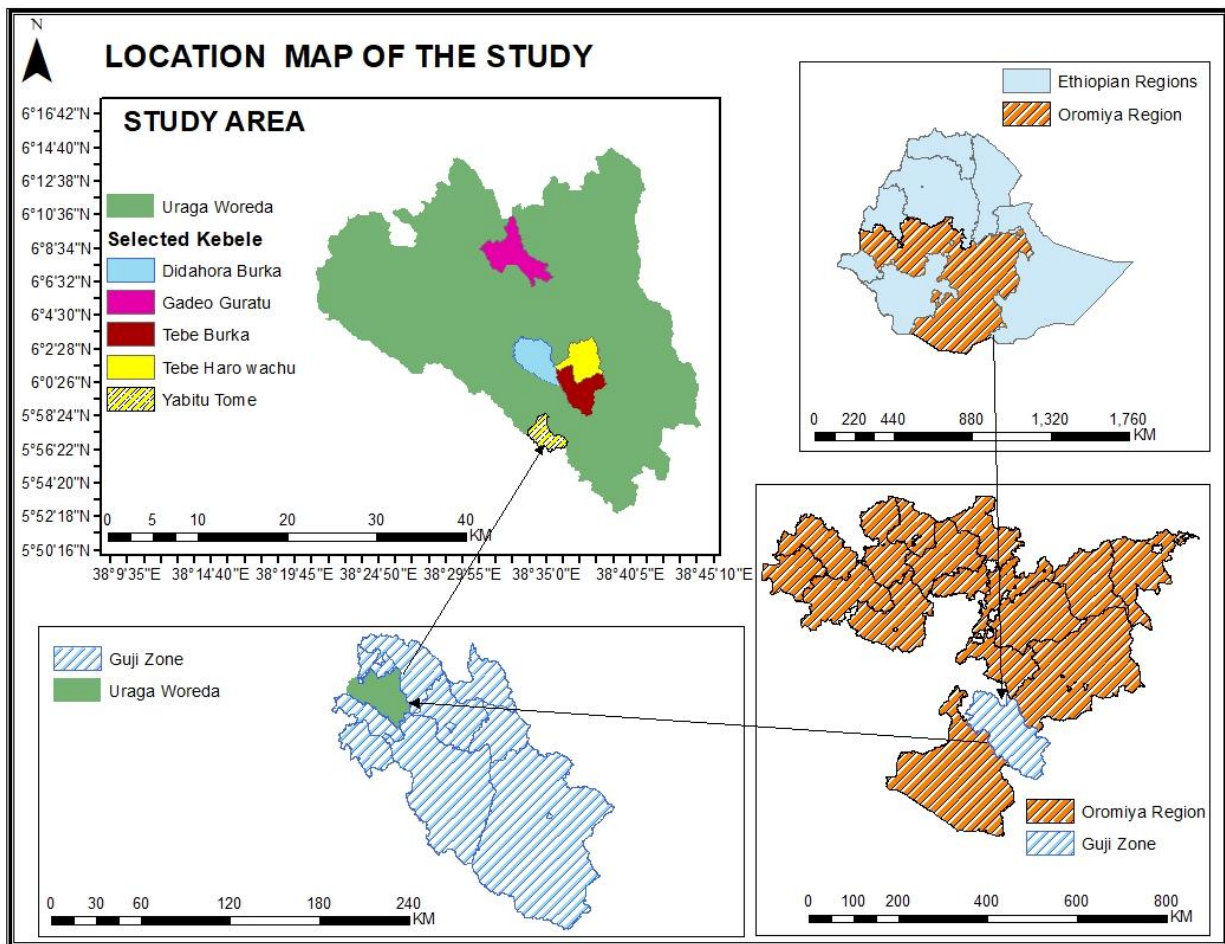 N
LOCATION MAP OF THE STUDY
STUDY AREA
6°16'42"N
6°14'40"N
6°12'38"N
6°10'36"N
6°8'34"N
6°6'32"N
6°4'30"N
6°2'28"N
6°0'26"N
5°58'24"N
5°56'22"N
5°54'20"N
5°52'18"N
5°50'16"N
Uraga Woreda
Selected Kebele
Didahora Burka
Gadeo Guratu
Tebe Burka
Tebe Haro wachu
Yabitu Tome
0 5 10 20 30 40
KM
38°9'35"E 38°14'40"E 38°19'45"E 38°24'50"E 38°29'55"E 38°35'0"E 38°40'5"E 38°45'10"E
Ethiopian Regions
Oromiya Region
0 220 440 880 1,320 1,760
KM
Guji Zone
Uraga Woreda
0 30 60 120 180 240
KM
Oromiya Region
Guji Zone
0 100 200 400 600 800
KM